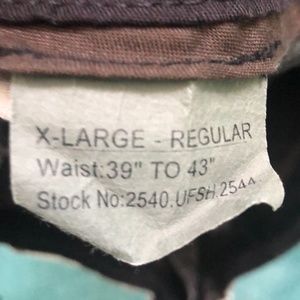 X-LARGE - REGULAR
Waist:39" TO 43"
Stock No:2540.UFSH.2544